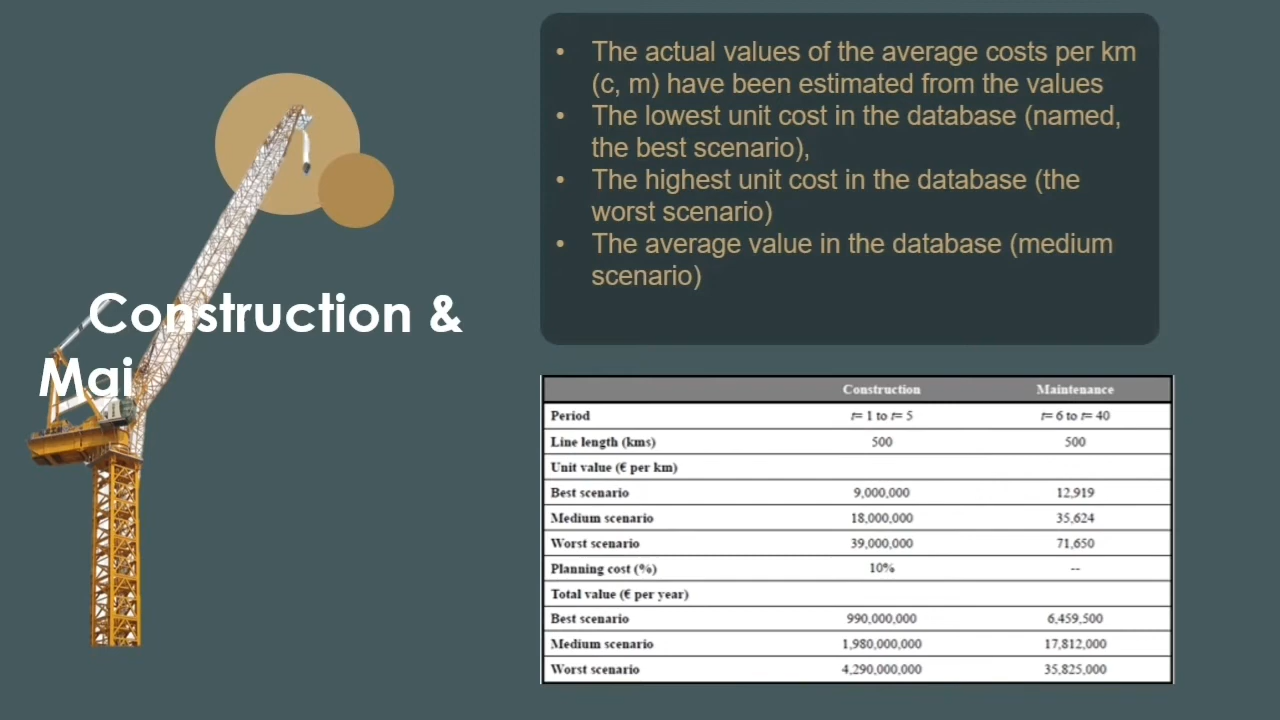 Construction &
Mai
• The actual values of the average costs per km
(c, m) have been estimated from the values
• The lowest unit cost in the database (named,
the best scenario),
• The highest unit cost in the database (the
worst scenario)
• The average value in the database (medium
scenario)
Construction Maintenance
Period t= 1 to t= 5 t= 6 to t= 40
Line length (kms) 500 500
Unit value (€ per km)
Best scenario 9,000,000 12,919
Medium scenario 18,000,000 35,624
Worst scenario 39,000,000 71,650
Planning cost (%) 10% --
Total value (€ per year)
Best scenario 990,000,000 6,459,500
Medium scenario 1,980,000,000 17,812,000
Worst scenario 4,290,000,000 35,825,000